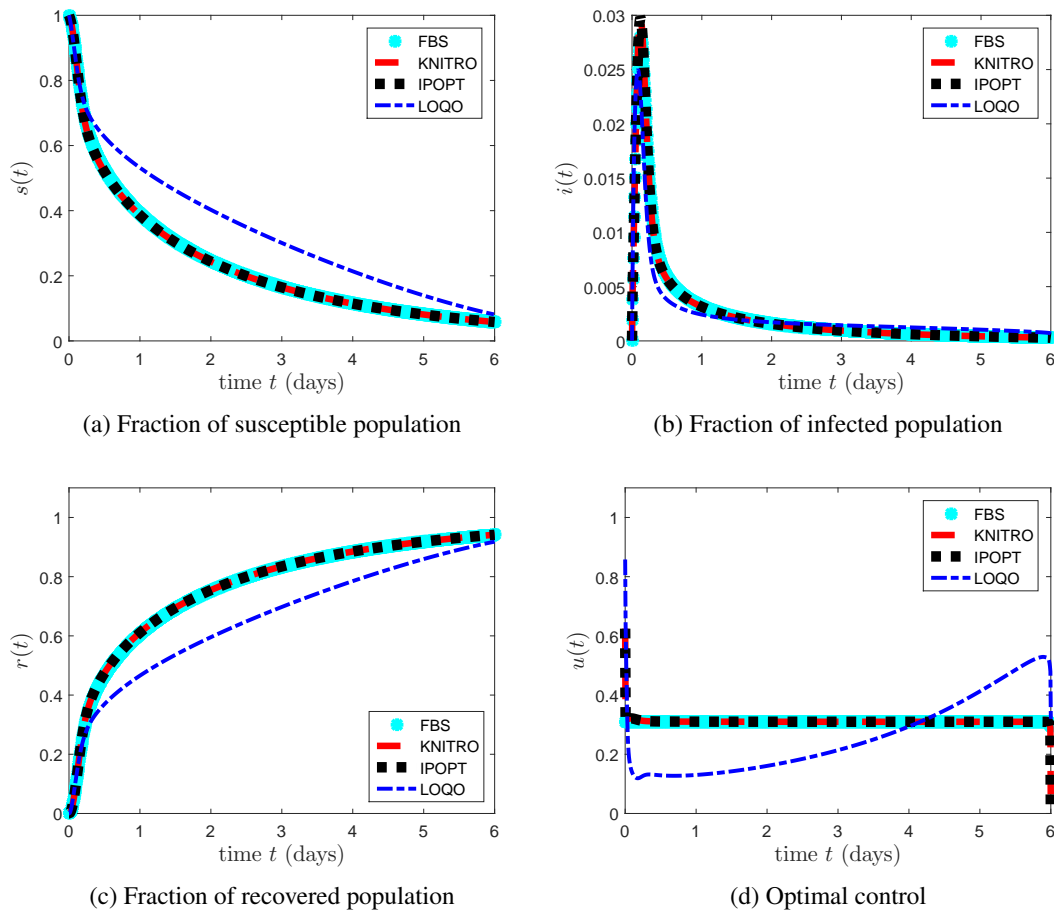 1
0.8
0.6
0.4
0.2
0
s(t)
0 1 2 3 4 5 6
time t (days)
FBS
KNITRO
IPOPT
LOQO
(a) Fraction of susceptible population
0.03
0.025
0.02
0.015
0.01
0.005
0
i(t)
0 1 2 3 4 5 6
time t (days)
FBS
KNITRO
IPOPT
LOQO
(b) Fraction of infected population
1
0.8
0.6
0.4
0.2
0
r(t)
0 1 2 3 4 5 6
time t (days)
FBS
KNITRO
IPOPT
LOQO
(c) Fraction of recovered population
1
0.8
0.6
0.4
0.2
0
u(t)
0 1 2 3 4 5 6
time t (days)
FBS
KNITRO
IPOPT
LOQO
(d) Optimal control